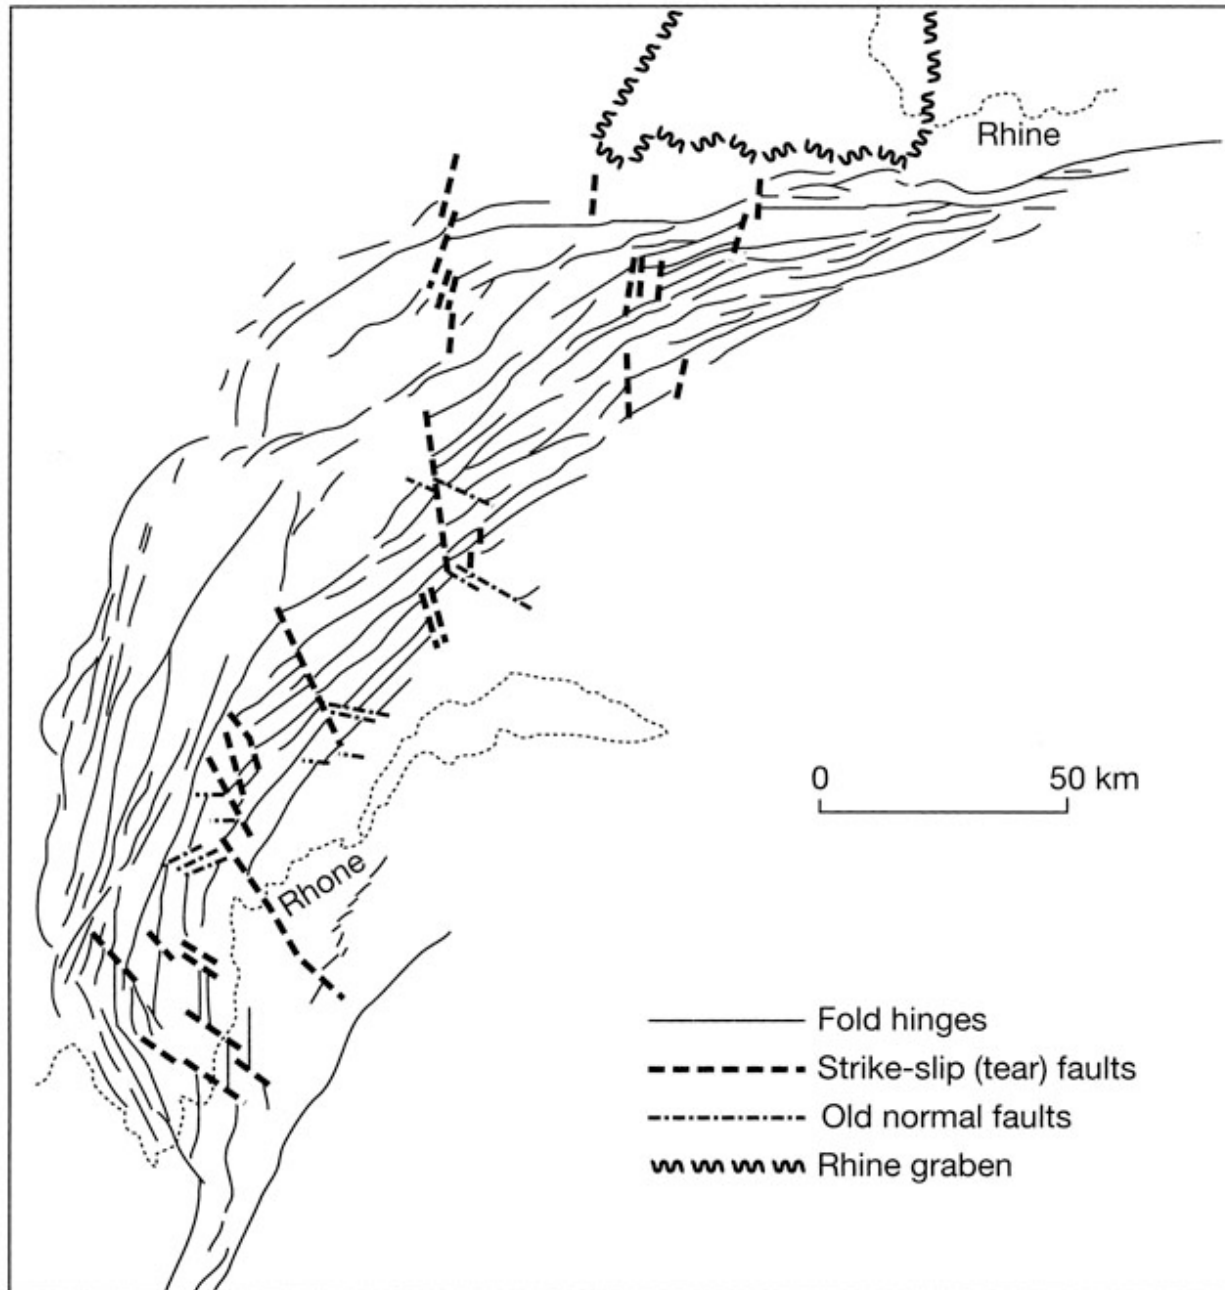 Rhine
0 50 km
Rhone
Fold hinges
Strike-slip (tear) faults
Old normal faults
Rhine graben